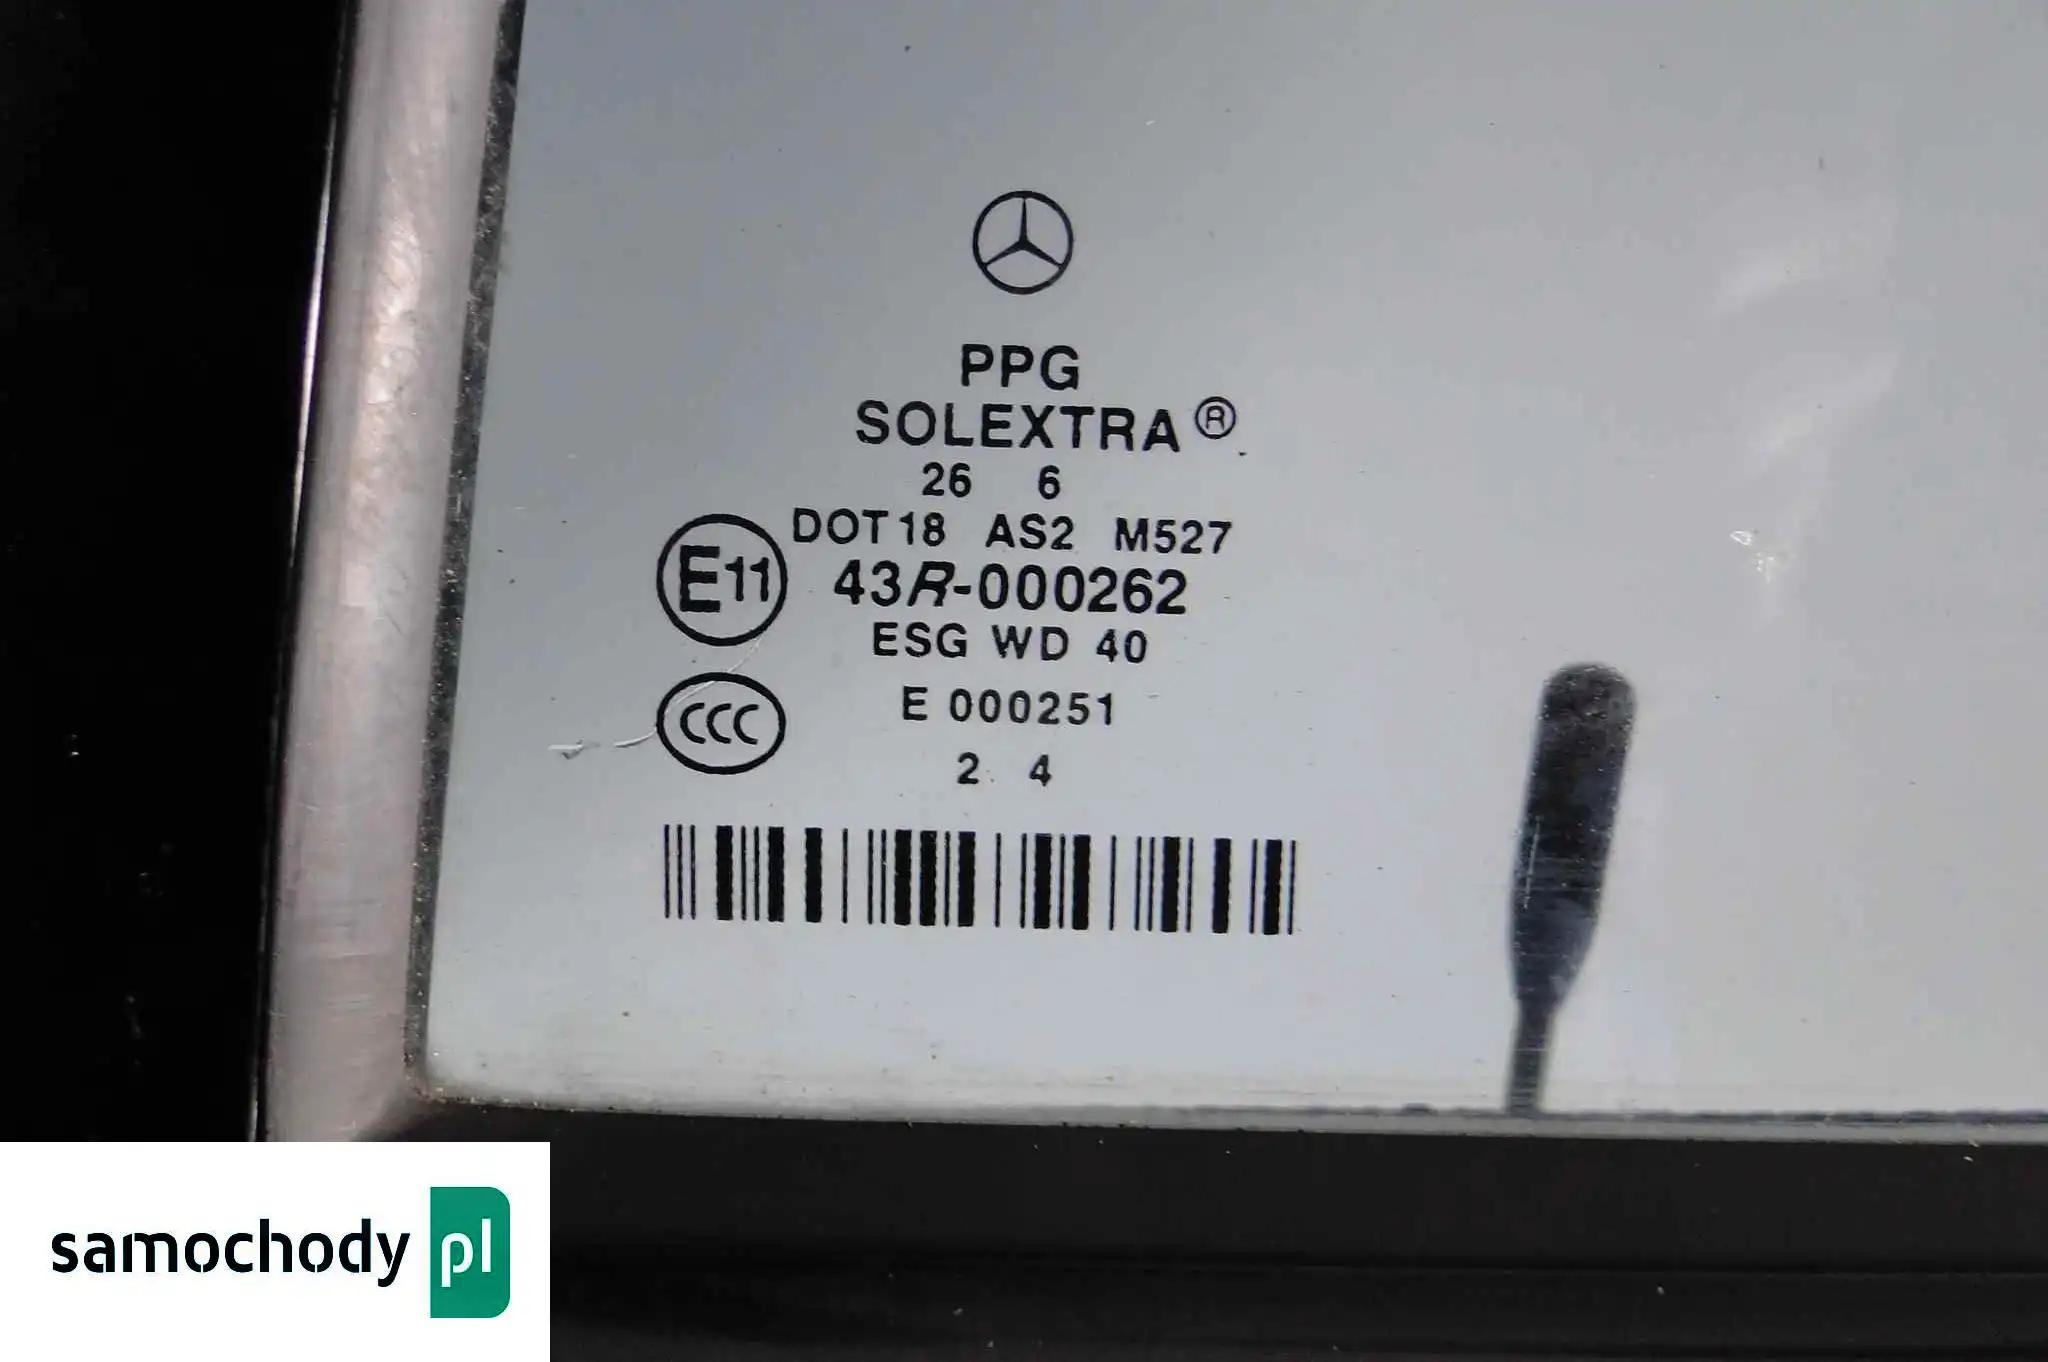 PPG
SOLEXTRA®
26 6
DOT18 AS2 M527
E11 43R-000262
ESG WD 40
CCC E 000251
2 4
samochody pl